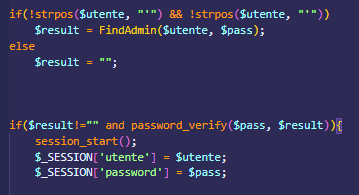 if(!strpos($utente, "'") && !strpos($utente, "'"))
$result = FindAdmin($utente, $pass);
else
$result = "";
if($result!="" and password_verify($pass, $result)){
session_start();
$_SESSION['utente'] = $utente;
$_SESSION['password'] = $pass;